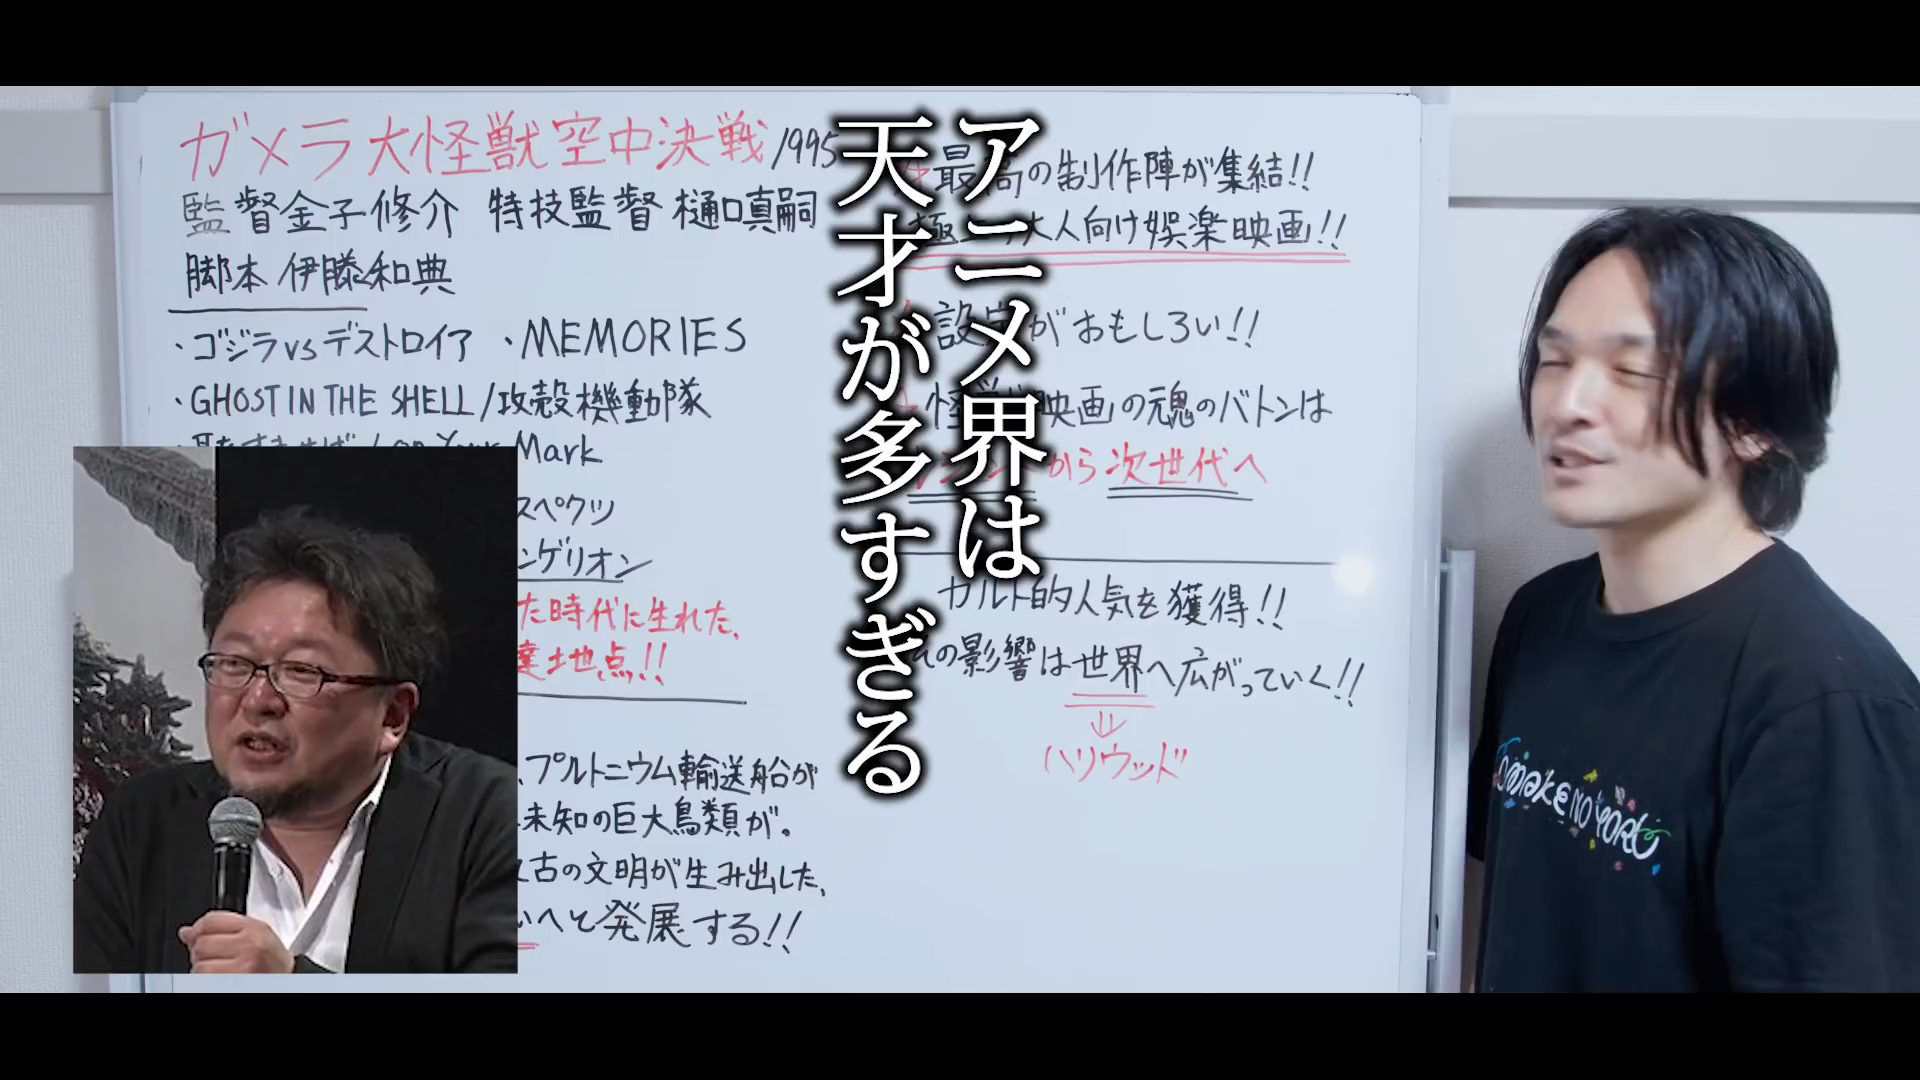 ガメラ大怪獣空中決戦/1995
監督金子修介 特技監督 樋口真嗣
脚本 伊藤和典
・ゴジラvsデストロイア ・MEMORIES
・GHOST IN THE SHELL/攻殻機動隊
Mark
スペクツ
ンゲリオン
た時代に生れた、
達地点!!
、プルトニウム輸送船が
未知の巨大鳥類が。
古の文明が生み出した、
いへと発展する!!
アニメ界は
天才が多すぎる
最高の制作陣が集結!!
大人向け娯楽映画!!
設定がおもしろい!!
怪獣映画の魂のバトンは
から次世代へ
カルト的人気を獲得!!
の影響は世界へ広がっていく!!
ハリウッド
OMAKE NO YORU